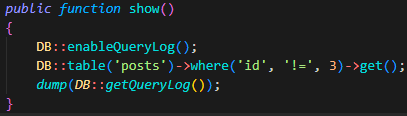 public function show()
{
    DB::enableQueryLog();
    DB::table('posts')->where('id', '!=', 3)->get();
    dump(DB::getQueryLog());
}